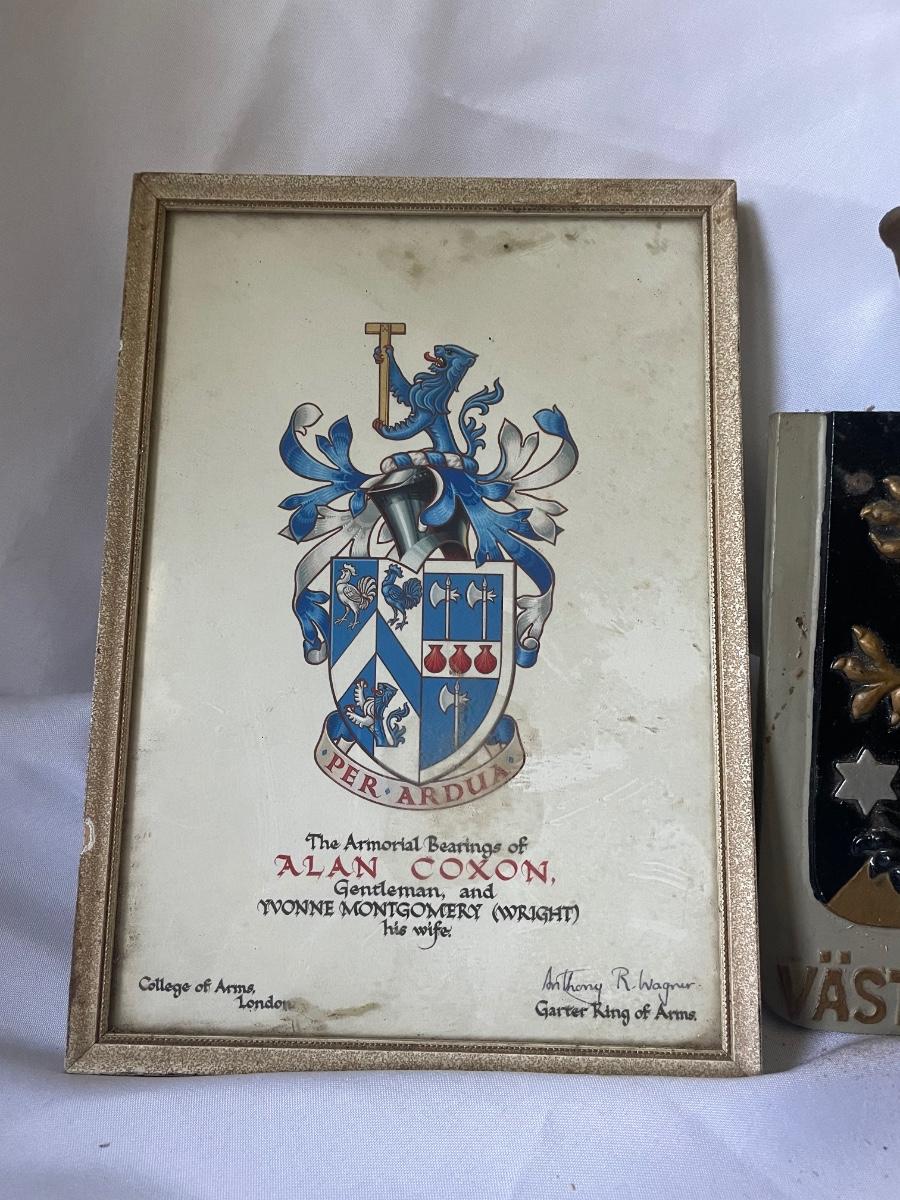 PER · ARDUA
The Armorial Bearings of
ALAN COXON,
Gentleman, and
YVONNE MONTGOMERY (WRIGHT)
his wife.
College of Arms,
London
Anthony R. Wagner.
Garter King of Arms.
VÄST